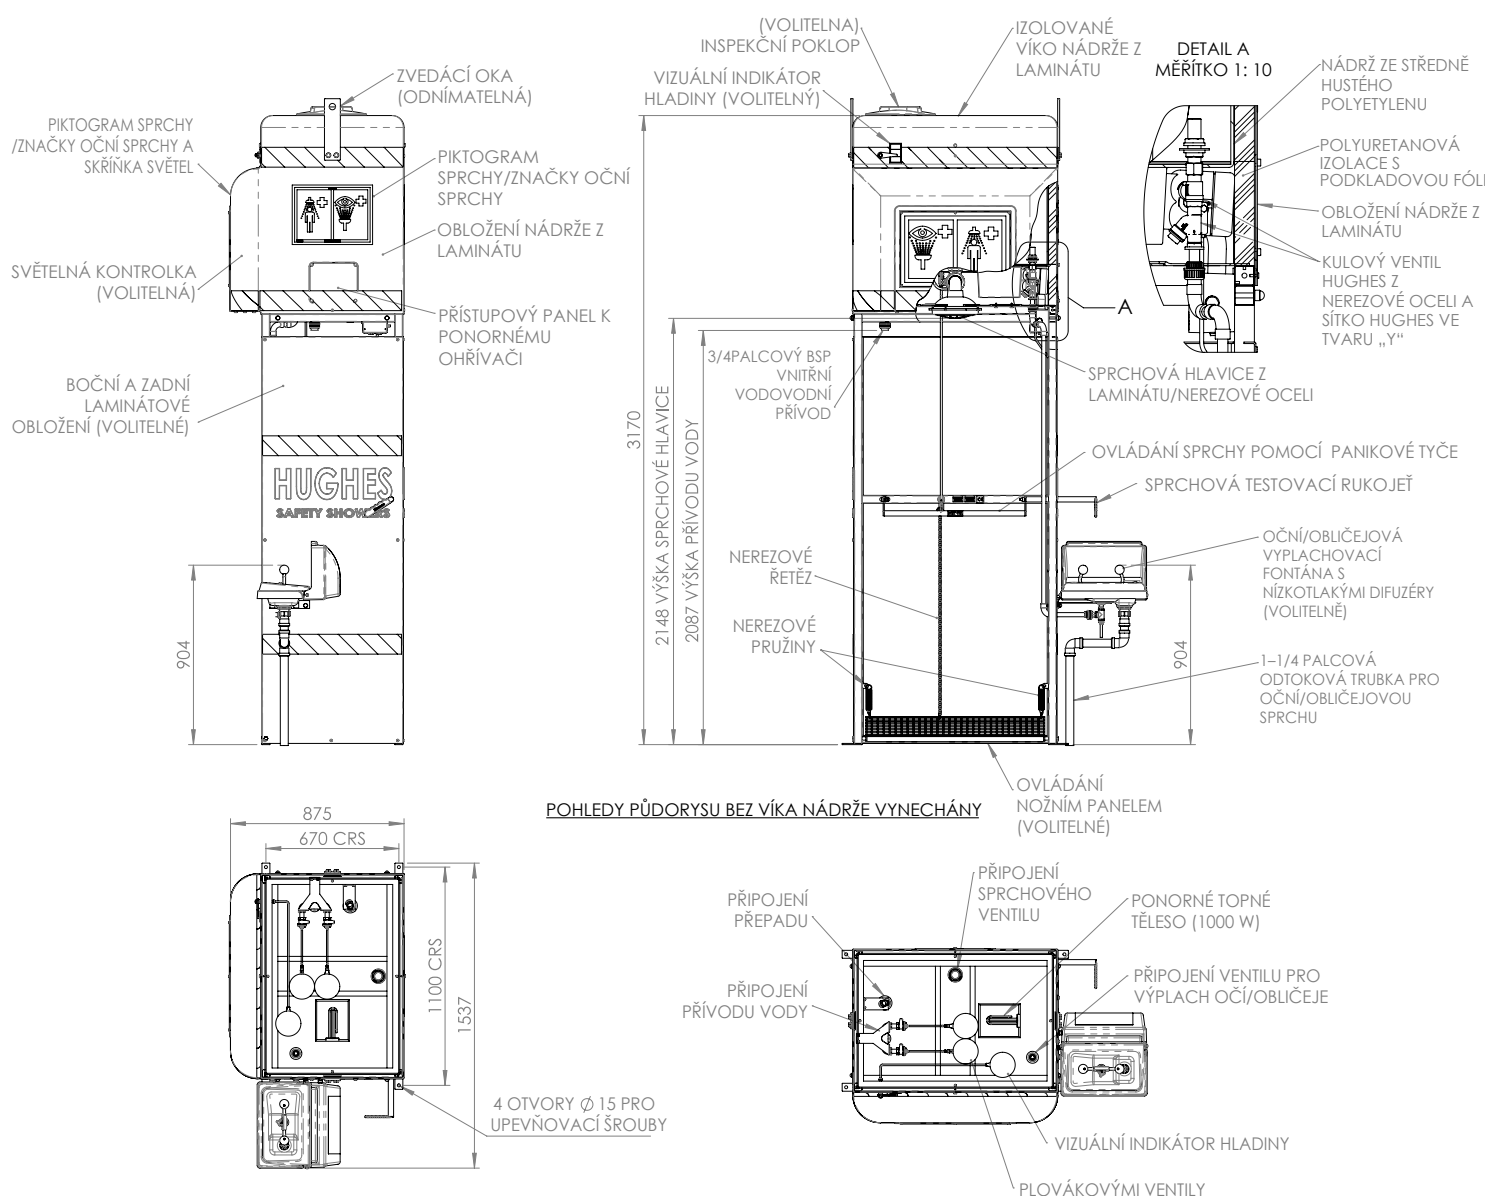 (VOLITELNA)
INSPEKČNÍ POKLOP
IZOLOVANÉ
VÍKO NÁDRŽE Z
LAMINÁTU
DETAIL A
MĚŘÍTKO 1: 10
ZVEDÁCÍ OKA
(ODNÍMATELNÁ)
VIZUÁLNÍ INDIKÁTOR
HLADINY (VOLITELNÝ)
NÁDRŽ ZE STŘEDNĚ
HUSTÉHO
POLYETYLENU
PIKTOGRAM SPRCHY
/ZNAČKY OČNÍ SPRCHY A
SKŘÍŇKA SVĚTEL
PIKTOGRAM
SPRCHY/ZNAČKY OČNÍ
SPRCHY
POLYURETANOVÁ
IZOLACE S
PODKLADOVOU FÓLI
OBLOŽENÍ NÁDRŽE Z
LAMINÁTU
OBLOŽENÍ NÁDRŽE Z
LAMINÁTU
SVĚTELNÁ KONTROLKA
(VOLITELNÁ)
KULOVÝ VENTIL
HUGHES Z
NEREZOVÉ OCELI A
SÍTKO HUGHES VE
TVARU „Y“
A
PŘÍSTUPOVÝ PANEL K
PONORNÉMU
OHŘÍVAČI
3/4PALCOVÝ BSP
VNITŘNÍ
VODOVODNÍ
PŘÍVOD
SPRCHOVÁ HLAVICE Z
LAMINÁTU/NEREZOVÉ OCELI
BOČNÍ A ZADNÍ
LAMINÁTOVÉ
OBLOŽENÍ (VOLITELNÉ)
3170
2148 VÝŠKA SPRCHOVÉ HLAVICE
2087 VÝŠKA PŘÍVODU VODY
OVLÁDÁNÍ SPRCHY POMOCÍ  PANIKOVÉ TYČE
SPRCHOVÁ TESTOVACÍ RUKOJEŤ
HUGHES
SAFETY SHOWERS
OČNÍ/OBLIČEJOVÁ
VYPLACHOVACÍ
FONTÁNA S
NÍZKOTLAKÝMI DIFUZÉRY
(VOLITELNĚ)
NEREZOVÉ
ŘETĚZ
NEREZOVÉ
PRUŽINY
904
904
1–1/4 PALCOVÁ
ODTOKOVÁ TRUBKA PRO
OČNÍ/OBLIČEJOVOU
SPRCHU
OVLÁDÁNÍ
NOŽNÍM PANELEM
(VOLITELNÉ)
POHLEDY PŮDORYSU BEZ VÍKA NÁDRŽE VYNECHÁNY
875
670 CRS
1100 CRS
1537
PŘIPOJENÍ
SPRCHOVÉHO
VENTILU
PŘIPOJENÍ
PŘEPADU
PONORNÉ TOPNÉ
TĚLESO (1000 W)
PŘIPOJENÍ
PŘÍVODU VODY
PŘIPOJENÍ VENTILU PRO
VÝPLACH OČÍ/OBLIČEJE
4 OTVORY Ø 15 PRO
UPEVŇOVACÍ ŠROUBY
VIZUÁLNÍ INDIKÁTOR HLADINY
PLOVÁKOVÝMI VENTILY